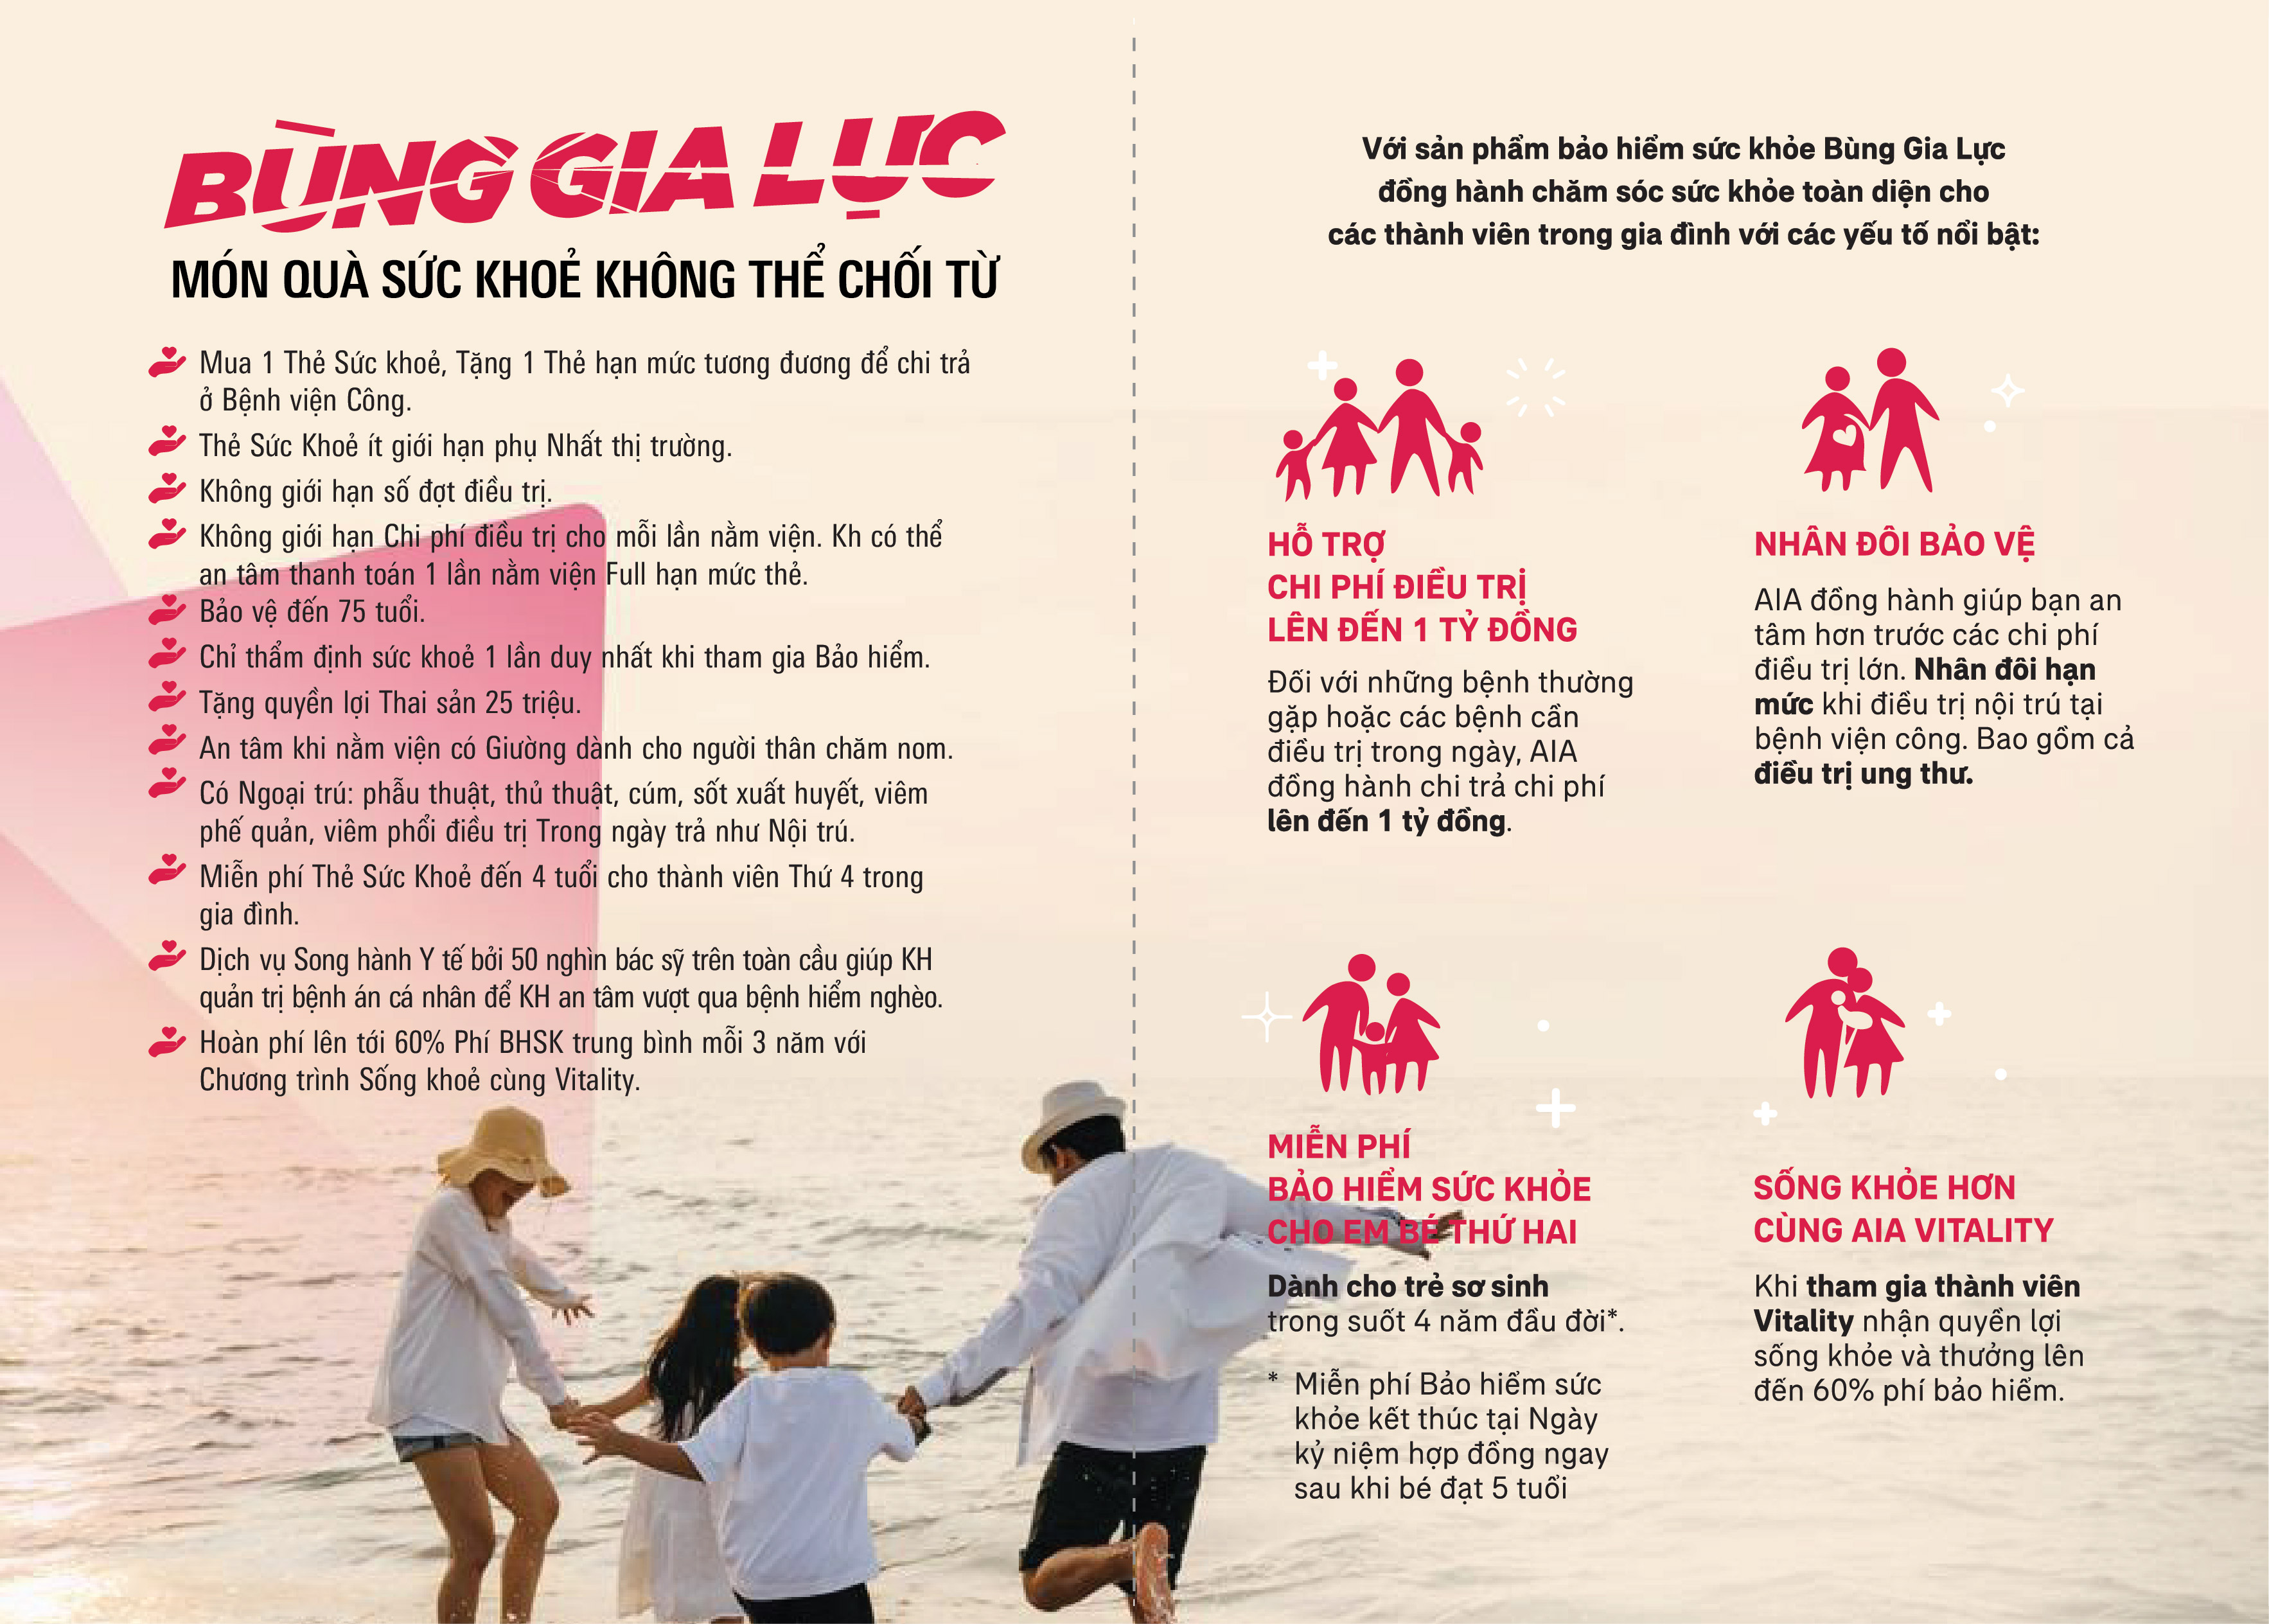 BÙNG GIA LỰC
MÓN QUÀ SỨC KHOẺ KHÔNG THỂ CHỐI TỪ
Mua 1 Thẻ Sức khoẻ, Tặng 1 Thẻ hạn mức tương đương để chi trả
ở Bệnh viện Công.
Thẻ Sức Khoẻ ít giới hạn phụ Nhất thị trường.
Không giới hạn số đợt điều trị.
Không giới hạn Chi phí điều trị cho mỗi lần nằm viện. Kh có thể
an tâm thanh toán 1 lần nằm viện Full hạn mức thẻ.
Bảo vệ đến 75 tuổi.
Chỉ thẩm định sức khoẻ 1 lần duy nhất khi tham gia Bảo hiểm.
Tặng quyền lợi Thai sản 25 triệu.
An tâm khi nằm viện có Giường dành cho người thân chăm nom.
Có Ngoại trú: phẫu thuật, thủ thuật, cúm, sốt xuất huyết, viêm
phế quản, viêm phổi điều trị Trong ngày trả như Nội trú.
Miễn phí Thẻ Sức Khoẻ đến 4 tuổi cho thành viên Thứ 4 trong
gia đình.
Dịch vụ Song hành Y tế bởi 50 nghìn bác sỹ trên toàn cầu giúp KH
quản trị bệnh án cá nhân để KH an tâm vượt qua bệnh hiểm nghèo.
Hoàn phí lên tới 60% Phí BHSK trung bình mỗi 3 năm với
Chương trình Sống khoẻ cùng Vitality.
Với sản phẩm bảo hiểm sức khỏe Bùng Gia Lực
đồng hành chăm sóc sức khỏe toàn diện cho
các thành viên trong gia đình với các yếu tố nổi bật:
HỖ TRỢ
CHI PHÍ ĐIỀU TRỊ
LÊN ĐẾN 1 TỶ ĐỒNG
Đối với những bệnh thường
gặp hoặc các bệnh cần
điều trị trong ngày, AIA
đồng hành chi trả chi phí
lên đến 1 tỷ đồng.
NHÂN ĐÔI BẢO VỆ
AIA đồng hành giúp bạn an
tâm hơn trước các chi phí
điều trị lớn. Nhân đôi hạn
mức khi điều trị nội trú tại
bệnh viện công. Bao gồm cả
điều trị ung thư.
MIỄN PHÍ
BẢO HIỂM SỨC KHỎE
CHO EM BÉ THỨ HAI
Dành cho trẻ sơ sinh
trong suốt 4 năm đầu đời*.
* Miễn phí Bảo hiểm sức
khỏe kết thúc tại Ngày
kỷ niệm hợp đồng ngay
sau khi bé đạt 5 tuổi
SỐNG KHỎE HƠN
CÙNG AIA VITALITY
Khi tham gia thành viên
Vitality nhận quyền lợi
sống khỏe và thưởng lên
đến 60% phí bảo hiểm.